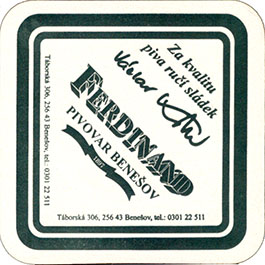 Za kvalitu
piva ručí sládek
Václav
FERDINAND
1897
PIVOVAR BENEŠOV
Táborská 306, 256 43 Benešov, tel.: 0301 22 511
Táborská 306, 256 43 Benešov, tel.: 0301 22 511